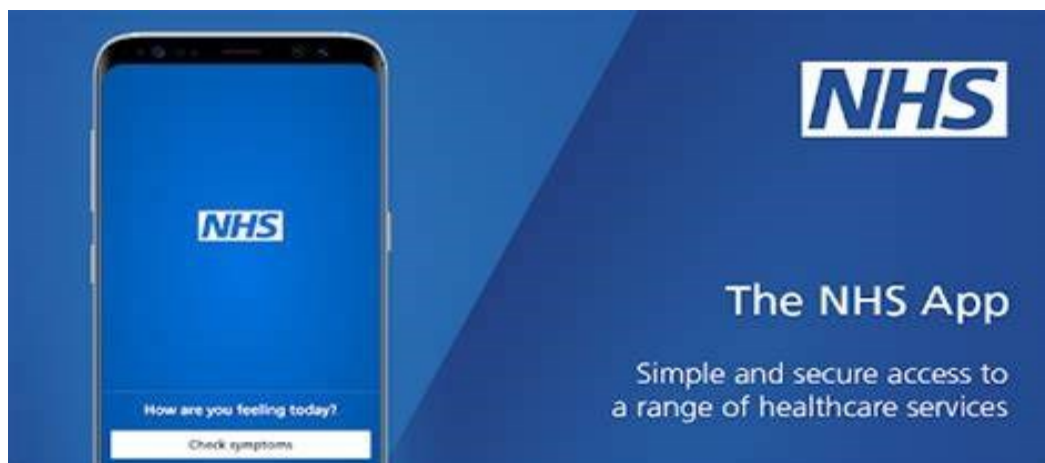 NHS
How are you feeling today?
Check symptoms
NHS
The NHS App
Simple and secure access to
a range of healthcare services